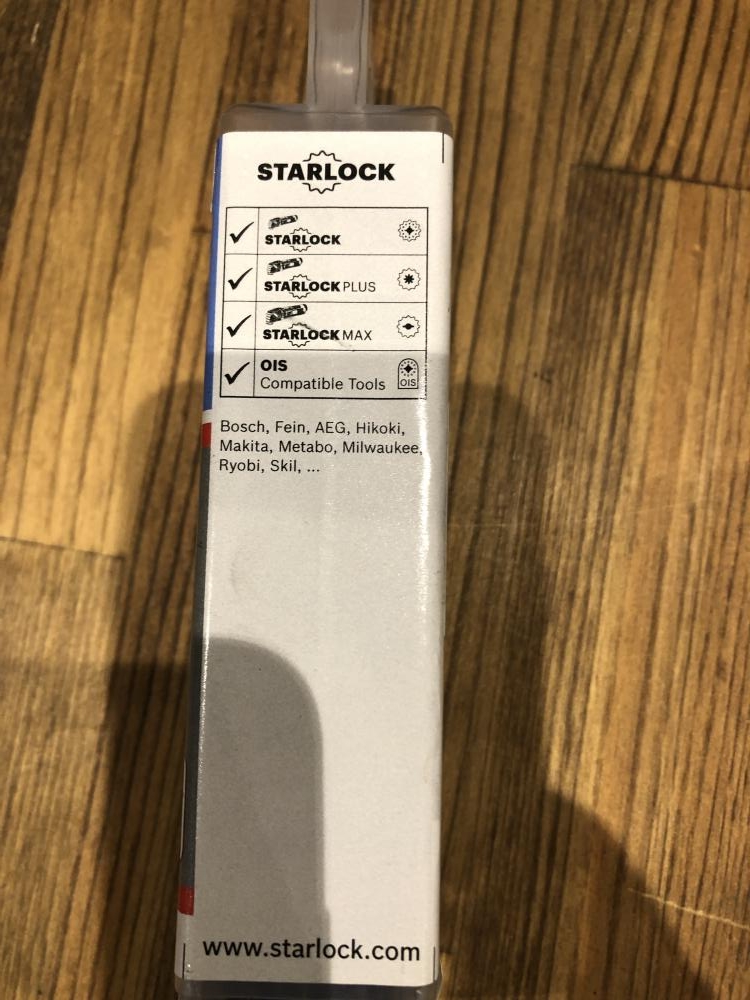 STARLOCK
STARLOCK
STARLOCK PLUS
STARLOCK MAX
OIS
Compatible Tools
OIS
Bosch, Fein, AEG, Hikoki,
Makita, Metabo, Milwaukee,
Ryobi, Skil, ...
www.starlock.com